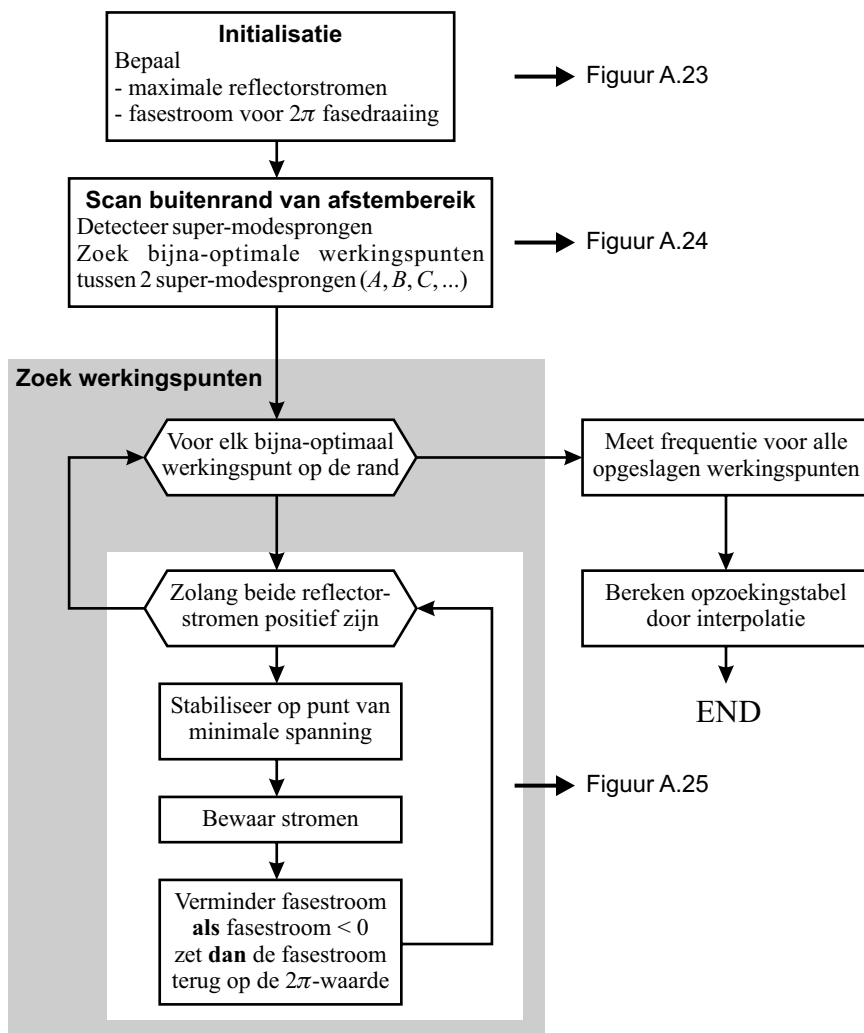 Initialisatie
Bepaal
- maximale reflectorstromen
- fasestroom voor 2π fasedraaiing
Figuur A.23
Scan buitenrand van afstembereik
Detecteer super-modesprongen
Zoek bijna-optimale werkingspunten
tussen 2 super-modesprongen (A, B, C, ...)
Figuur A.24
Zoek werkingspunten
Voor elk bijna-optimaal
werkingspunt op de rand
Meet frequentie voor alle
opgeslagen werkingspunten
Zolang beide reflector-
stromen positief zijn
Bereken opzoekingstabel
door interpolatie
Stabiliseer op punt van
minimale spanning
END
Figuur A.25
Bewaar stromen
Verminder fasestroom
als fasestroom < 0
zet dan de fasestroom
terug op de 2π-waarde